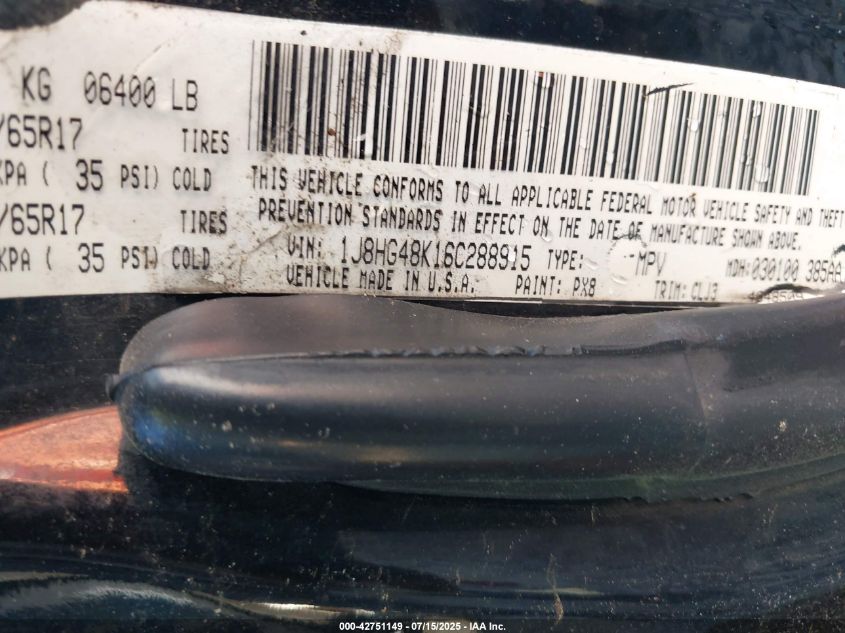 KG 06400 LB
/65R17 TIRES
KPA ( 35 PSI) COLD
/65R17 TIRES
KPA ( 35 PSI) COLD
THIS VEHICLE CONFORMS TO ALL APPLICABLE FEDERAL MOTOR VEHICLE SAFETY AND THEFT
PREVENTION STANDARDS IN EFFECT ON THE DATE OF MANUFACTURE SHOWN ABOVE.
VIN: 1J8HG48K16C288915 TYPE: MPV MDH: 030100 385AA
VEHICLE MADE IN U.S.A. PAINT: PX8 TRIM: CLJ3
000-42751149 - 07/15/2025 - IAA Inc.